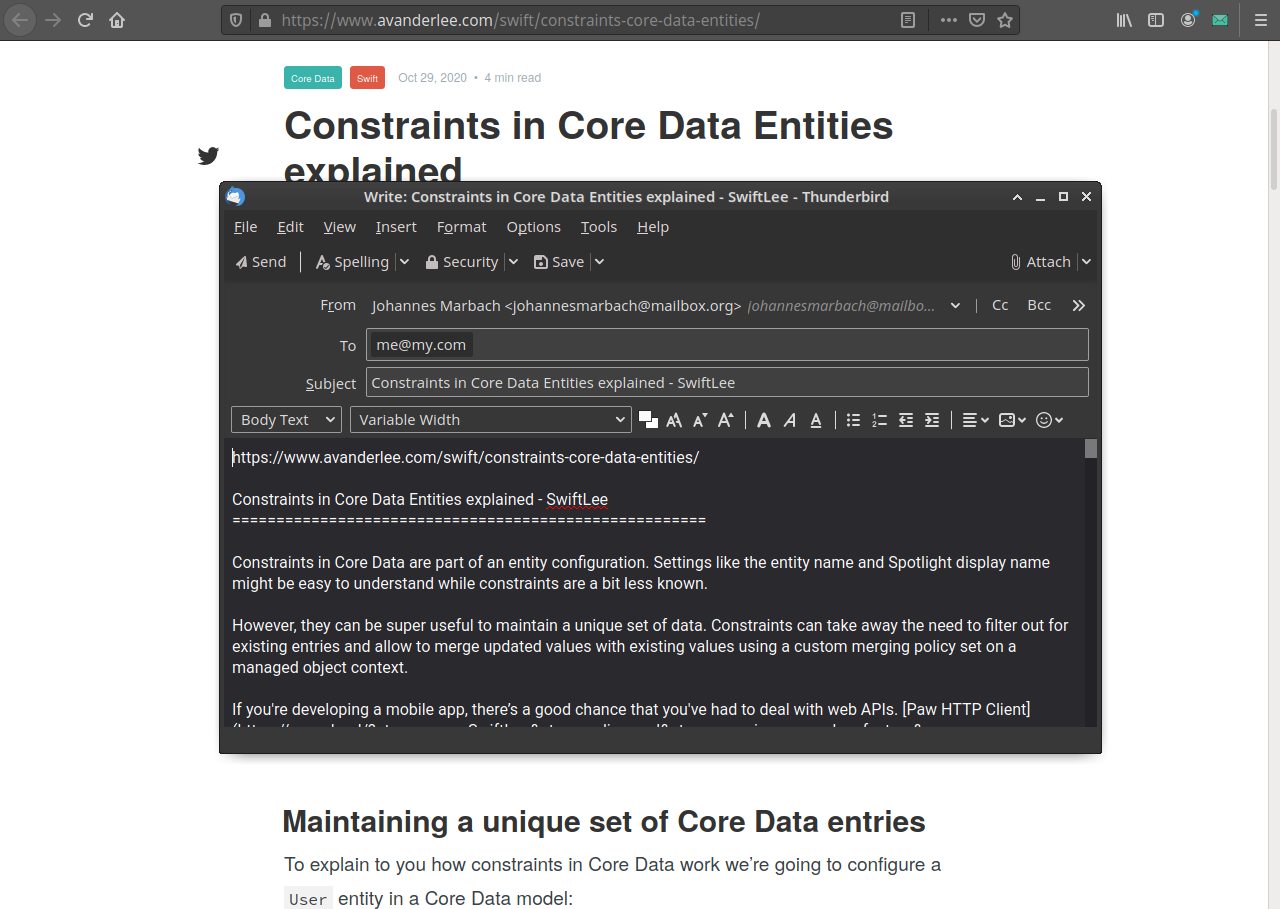 https://www.avanderlee.com/swift/constraints-core-data-entities/
Core Data Swift Oct 29, 2020 • 4 min read
Constraints in Core Data Entities
explained
Write: Constraints in Core Data Entities explained - SwiftLee - Thunderbird
File Edit View Insert Format Options Tools Help
Send Spelling Security Save Attach
From Johannes Marbach <johannesmarbach@mailbox.org> johannesmarbach@mailbo... Cc Bcc
To me@my.com
Subject Constraints in Core Data Entities explained - SwiftLee
Body Text Variable Width
https://www.avanderlee.com/swift/constraints-core-data-entities/
Constraints in Core Data Entities explained - SwiftLee
======================================================
Constraints in Core Data are part of an entity configuration. Settings like the entity name and Spotlight display name
might be easy to understand while constraints are a bit less known.
However, they can be super useful to maintain a unique set of data. Constraints can take away the need to filter out for
existing entries and allow to merge updated values with existing values using a custom merging policy set on a
managed object context.
If you're developing a mobile app, there’s a good chance that you've had to deal with web APIs. [Paw HTTP Client]
Maintaining a unique set of Core Data entries
To explain to you how constraints in Core Data work we’re going to configure a
User entity in a Core Data model: